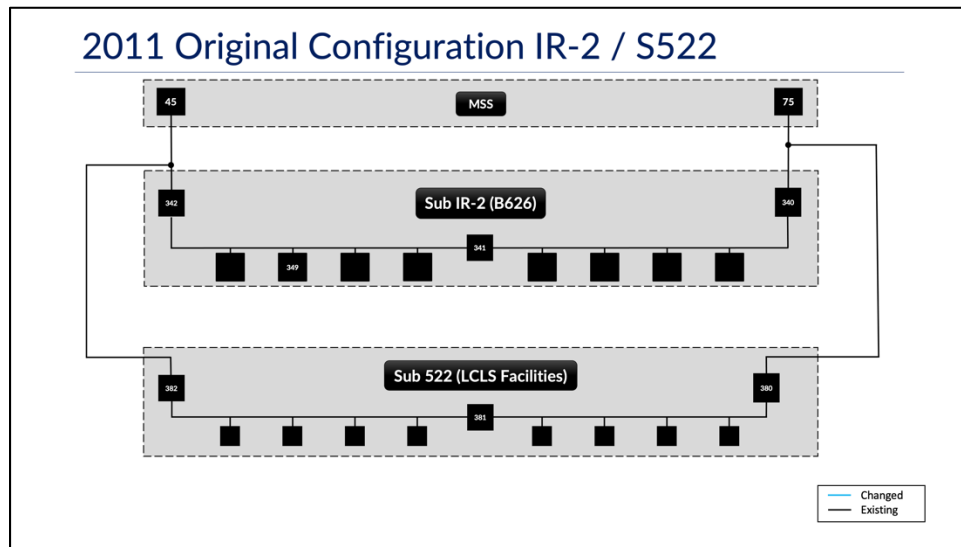 2011 Original Configuration IR-2 / S522
45
MSS
75
342
Sub IR-2 (B626)
340
341
349
Sub 522 (LCLS Facilities)
382
380
381
Changed
Existing